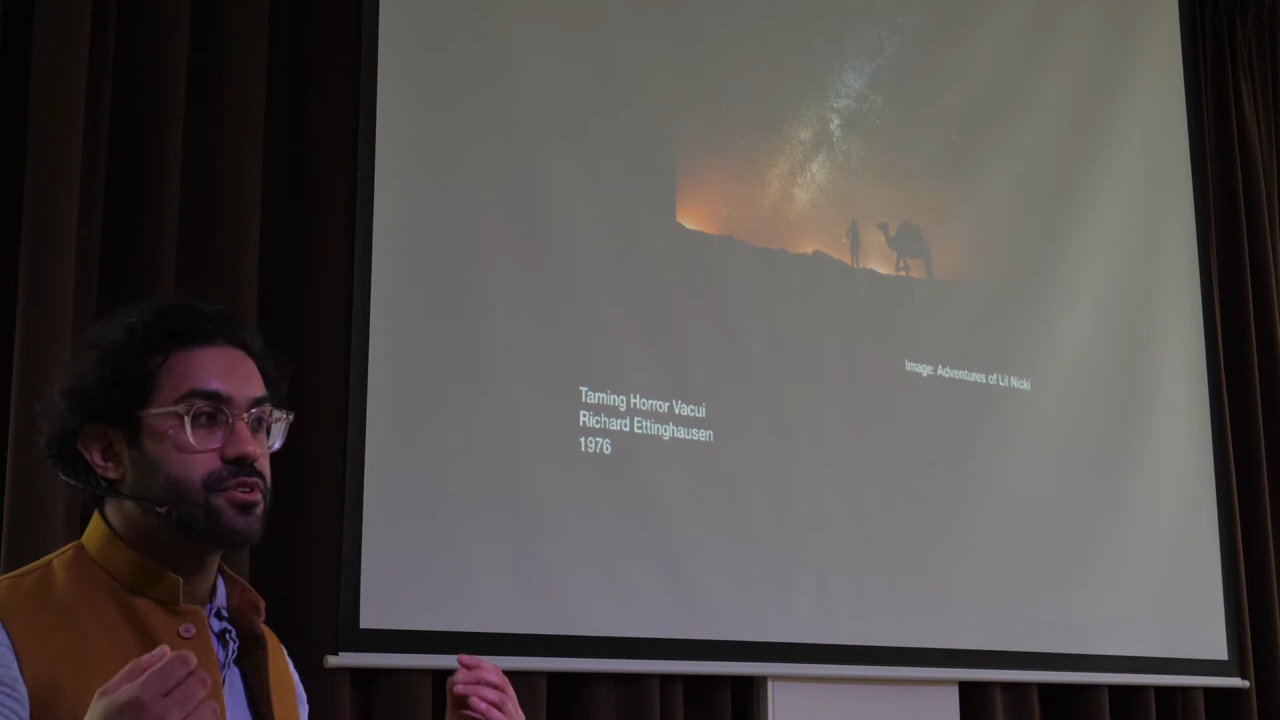 Image: Adventures of Lil Nicki
Taming Horror Vacui
Richard Ettinghausen
1976